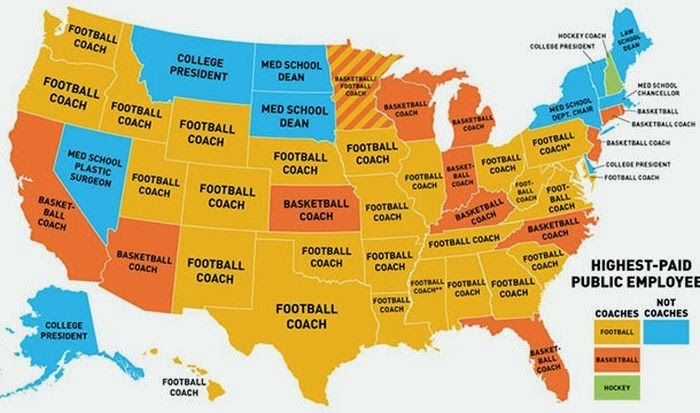 FOOTBALL
COACH
COLLEGE
PRESIDENT
MED SCHOOL
DEAN
BASKETBALL/
FOOTBALL
COACH
BASKETBALL
COACH
BASKETBALL
COACH
HOCKEY COACH
COLLEGE PRESIDENT
LAW
SCHOOL
DEAN
FOOTBALL
COACH
FOOTBALL
COACH
FOOTBALL
COACH
MED SCHOOL
DEAN
MED SCHOOL
DEPT. CHAIR
MED SCHOOL
CHANCELLOR
BASKETBALL
BASKETBALL COACH
BASKETBALL COACH
COLLEGE PRESIDENT
FOOTBALL COACH
MED SCHOOL
PLASTIC
SURGEON
FOOTBALL
COACH
FOOTBALL
COACH
FOOTBALL
COACH
FOOTBALL
COACH
FOOTBALL
COACH
BASKET-
BALL
COACH
FOOTBALL
COACH
FOOTBALL
COACH*
BASKET-
BALL
COACH
BASKETBALL
COACH
FOOTBALL
COACH
BASKETBALL
COACH
FOOT-
BALL
COACH
FOOT-
BALL
COACH
BASKETBALL
COACH
FOOTBALL
COACH
FOOTBALL
COACH
FOOTBALL
COACH
FOOTBALL COACH
BASKETBALL
COACH
FOOTBALL
COACH
FOOTBALL
COACH
FOOTBALL
COACH**
FOOTBALL
COACH
FOOTBALL
COACH
FOOTBALL
COACH
BASKET-
BALL
COACH
COLLEGE
PRESIDENT
FOOTBALL
COACH
HIGHEST-PAID
PUBLIC EMPLOYEE
COACHES
NOT
COACHES
FOOTBALL
BASKETBALL
HOCKEY